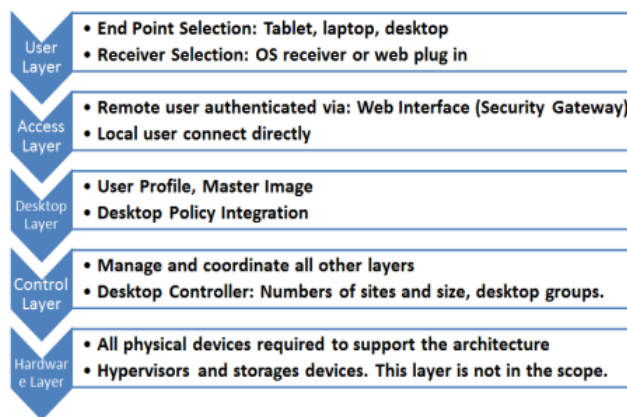 User
Layer
• End Point Selection: Tablet, laptop, desktop
• Receiver Selection: OS receiver or web plug in
Access
Layer
• Remote user authenticated via: Web Interface (Security Gateway)
• Local user connect directly
Desktop
Layer
• User Profile, Master Image
• Desktop Policy Integration
Control
Layer
• Manage and coordinate all other layers
• Desktop Controller: Numbers of sites and size, desktop groups.
Hardwar
e Layer
• All physical devices required to support the architecture
• Hypervisors and storages devices. This layer is not in the scope.